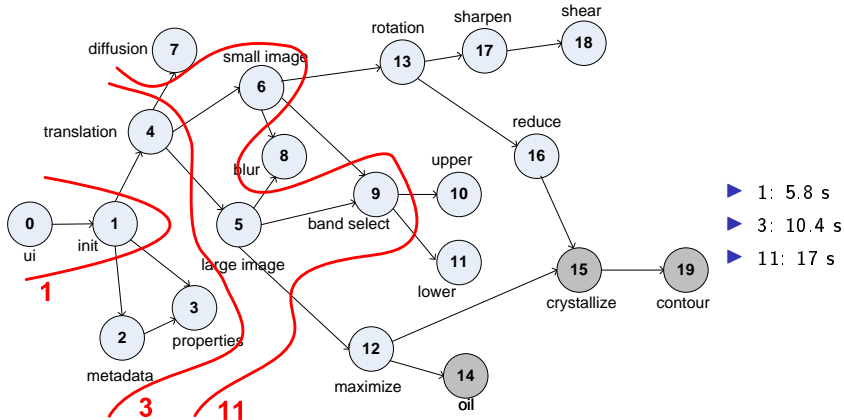 sharpen
shear
rotation
17
18
diffusion
7
small image
13
6
reduce
translation
4
16
8
blur
upper
9
10
1: 5.8 s
0
1
5
band select
3: 10.4 s
ui
init
11: 17 s
large image
11
15
19
1
lower
crystallize
contour
3
2
properties
12
metadata
14
maximize
oil
3
11